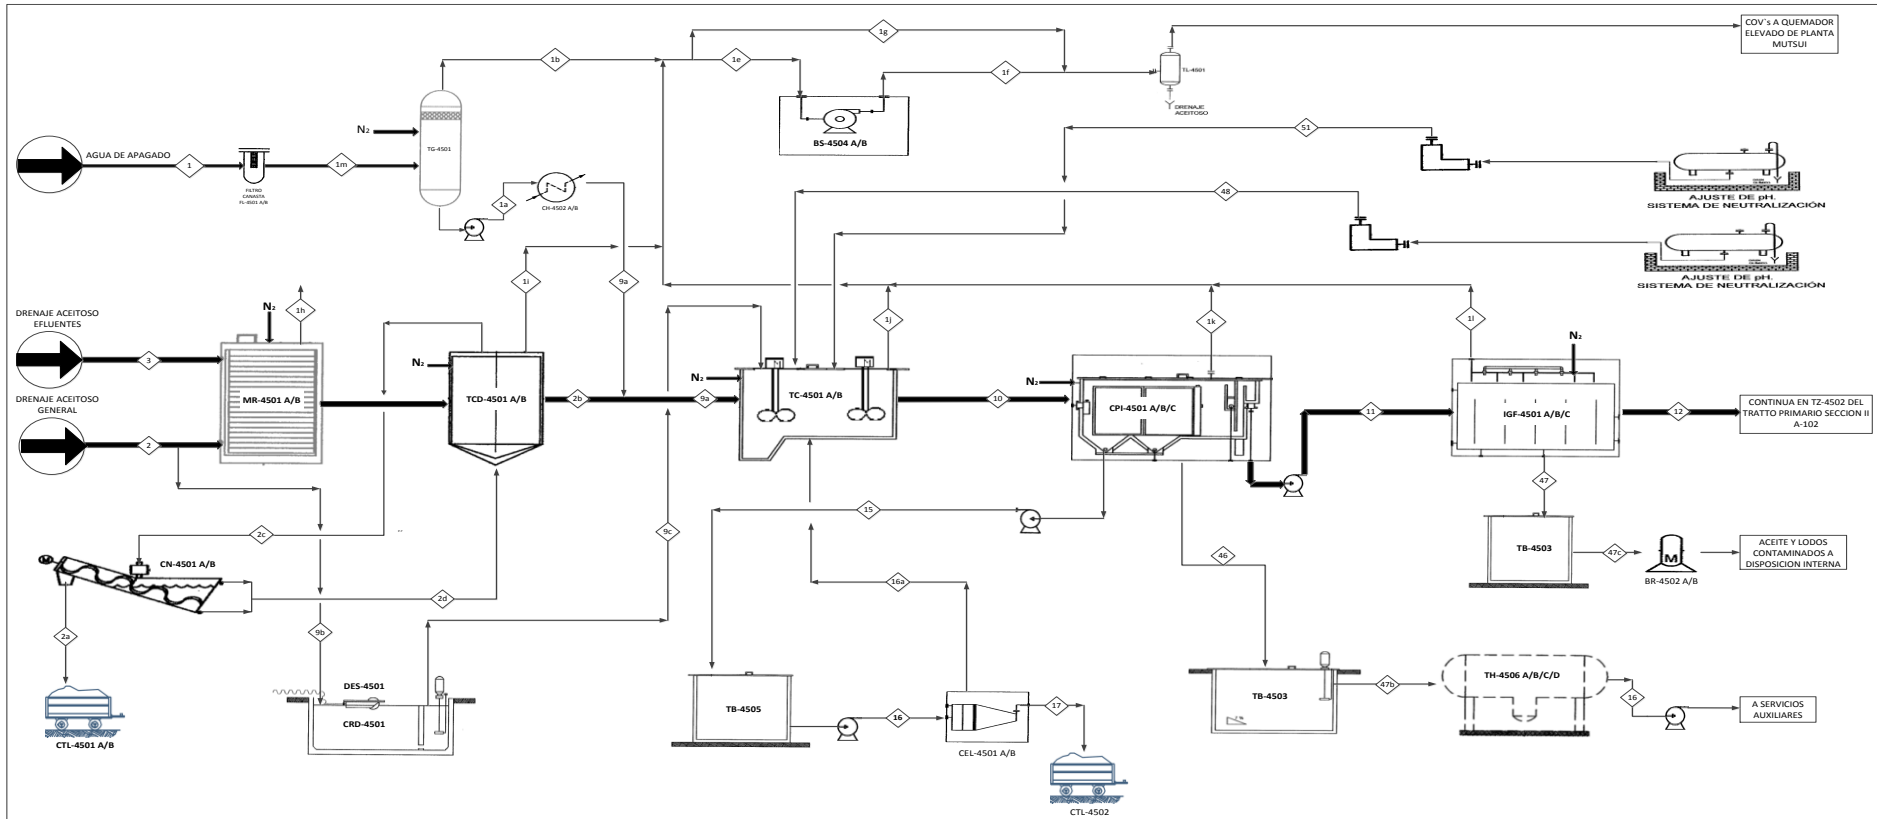 COV´s A QUEMADOR
ELEVADO DE PLANTA
MUTSUI
1g
1b
1e
1f
TL-4501
DRENAJE
ACEITOSO
BS-4504 A/B
N₂
TG-4501
AGUA DE APAGADO
1
1m
FILTRO
CANASTA
FL-4501 A/B
1a
CH-4502 A/B
51
AJUSTE DE pH.
SISTEMA DE NEUTRALIZACIÓN
48
AJUSTE DE pH.
SISTEMA DE NEUTRALIZACIÓN
1h
1i
9a
1j
1k
1l
DRENAJE ACEITOSO
EFLUENTES
3
DRENAJE ACEITOSO
GENERAL
2
N₂
MR-4501 A/B
N₂
TCD-4501 A/B
2b
9a
N₂
TC-4501 A/B
10
N₂
CPI-4501 A/B/C
11
N₂
IGF-4501 A/B/C
12
CONTINUA EN TZ-4502 DEL
TRATTO PRIMARIO SECCION II
A-102
47
TB-4503
47c
M
BR-4502 A/B
ACEITE Y LODOS
CONTAMINADOS A
DISPOSICION INTERNA
2c
..
CN-4501 A/B
2d
2a
CTL-4501 A/B
9b
DES-4501
CRD-4501
9c
15
16a
46
TB-4505
16
CEL-4501 A/B
17
CTL-4502
TB-4503
47b
TH-4506 A/B/C/D
16
A SERVICIOS
AUXILIARES